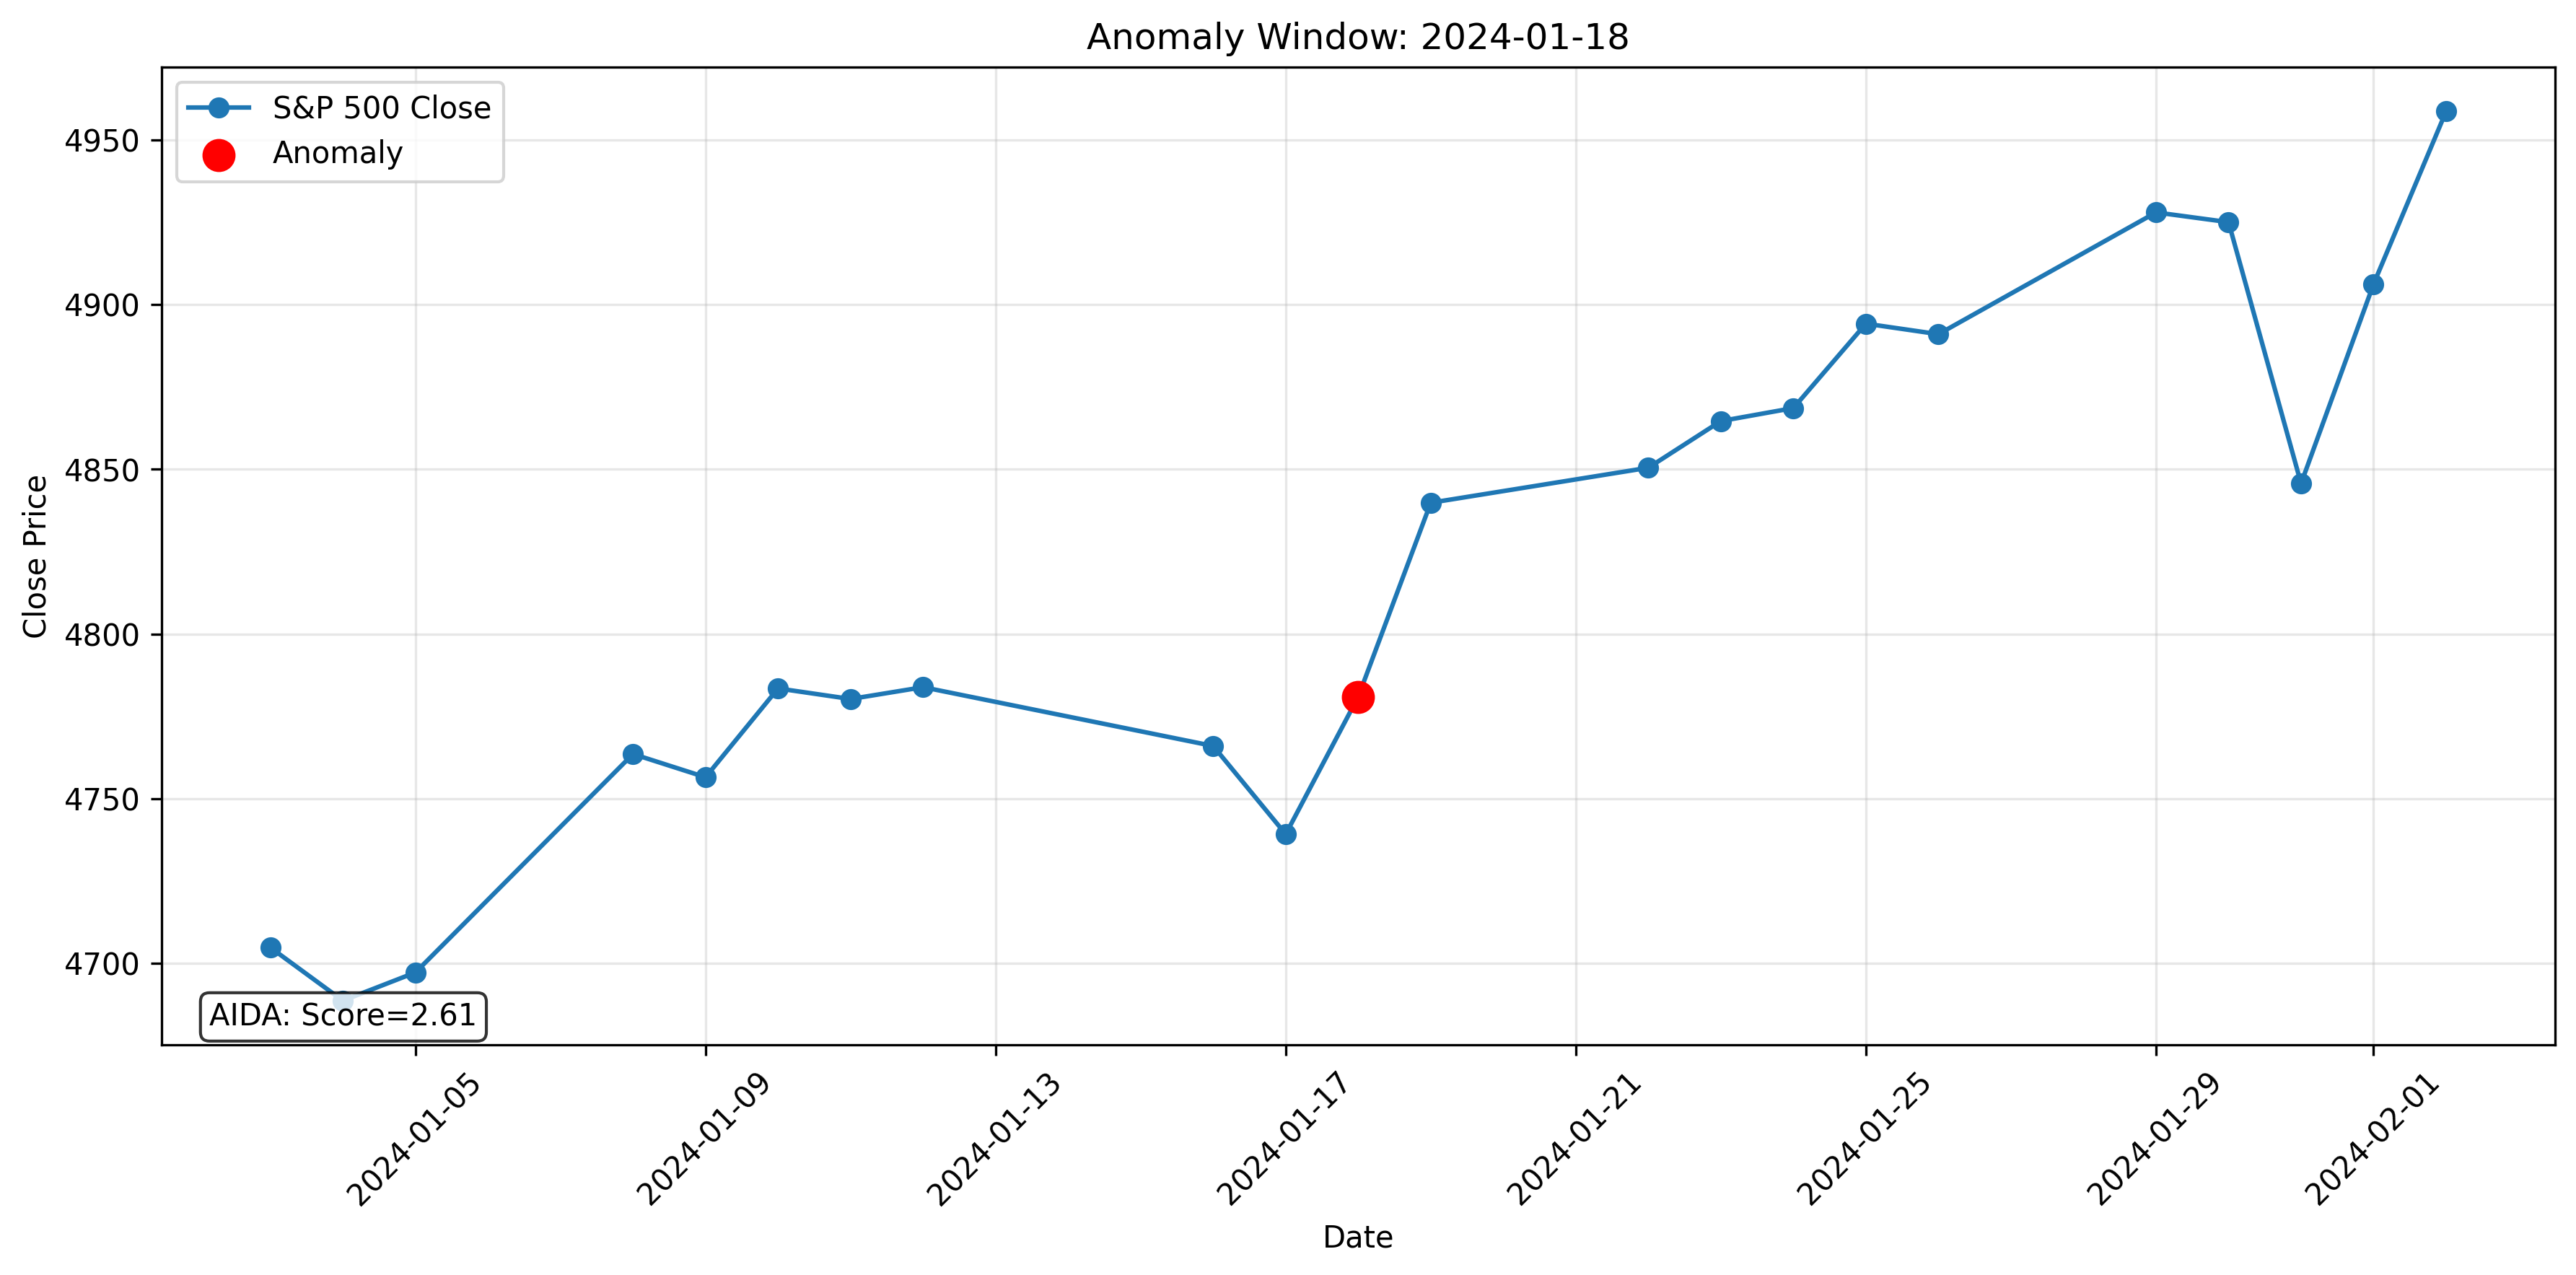 Anomaly Window: 2024-01-18
S&P 500 Close
Anomaly
4950
4900
4850
4800
4750
4700
Close Price
AIDA: Score=2.61
2024-01-05
2024-01-09
2024-01-13
2024-01-17
2024-01-21
2024-01-25
2024-01-29
2024-02-01
Date